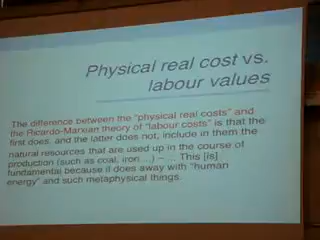 Physical real cost vs.
labour values
The difference between the "physical real costs" and
the Ricardo-Marxian theory of "labour costs" is that the
first does, and the latter does not, include in them the
natural resources that are used up in the course of
production (such as coal, iron…) – … This [is]
fundamental because it does away with "human
energy" and such metaphysical things.